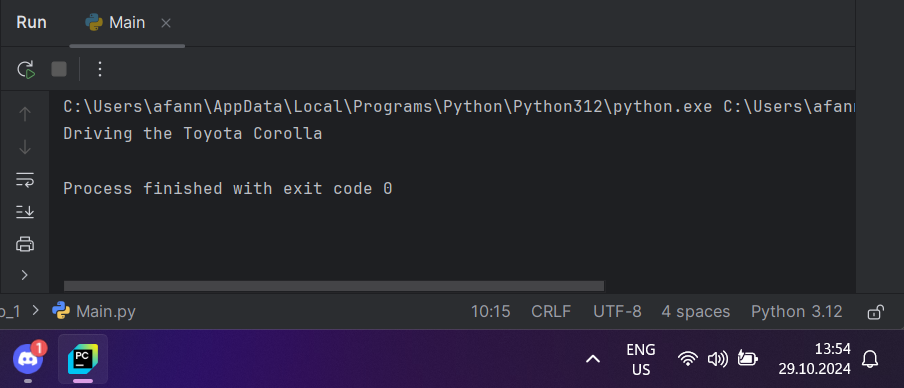 Run
Main
C:\Users\afann\AppData\Local\Programs\Python\Python312\python.exe C:\Users\afann
Driving the Toyota Corolla
Process finished with exit code 0
Main.py
10:15 CRLF UTF-8 4 spaces Python 3.12
1
PC
ENG
US
13:54
29.10.2024